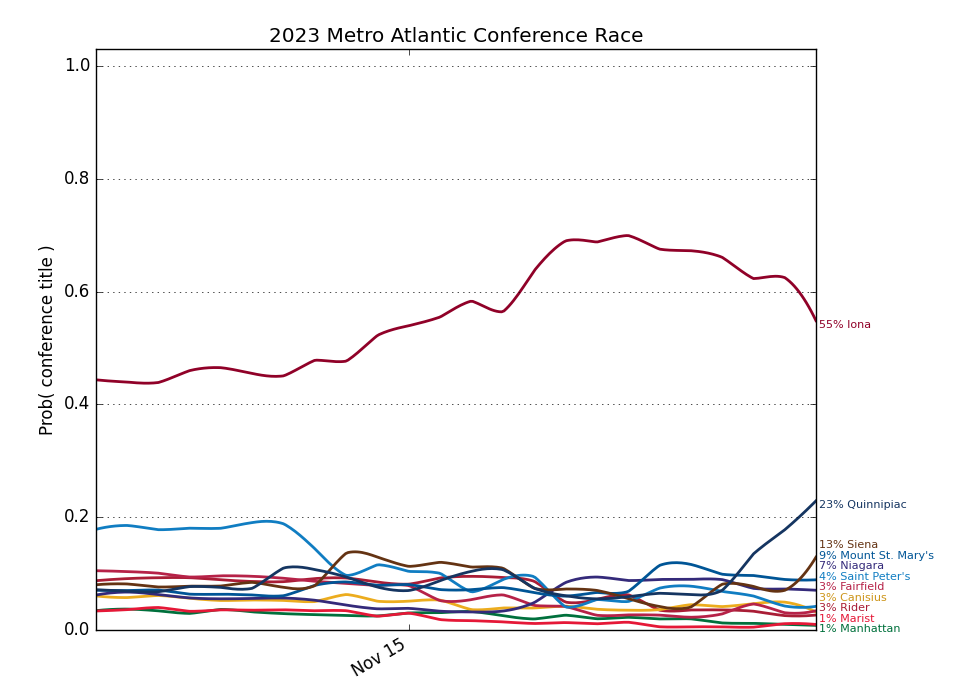 2023 Metro Atlantic Conference Race
1.0
0.8
0.6
0.4
0.2
0.0
Prob( conference title )
Nov 15
55% Iona
23% Quinnipiac
13% Siena
9% Mount St. Mary's
7% Niagara
4% Saint Peter's
3% Fairfield
3% Canisius
3% Rider
1% Marist
1% Manhattan